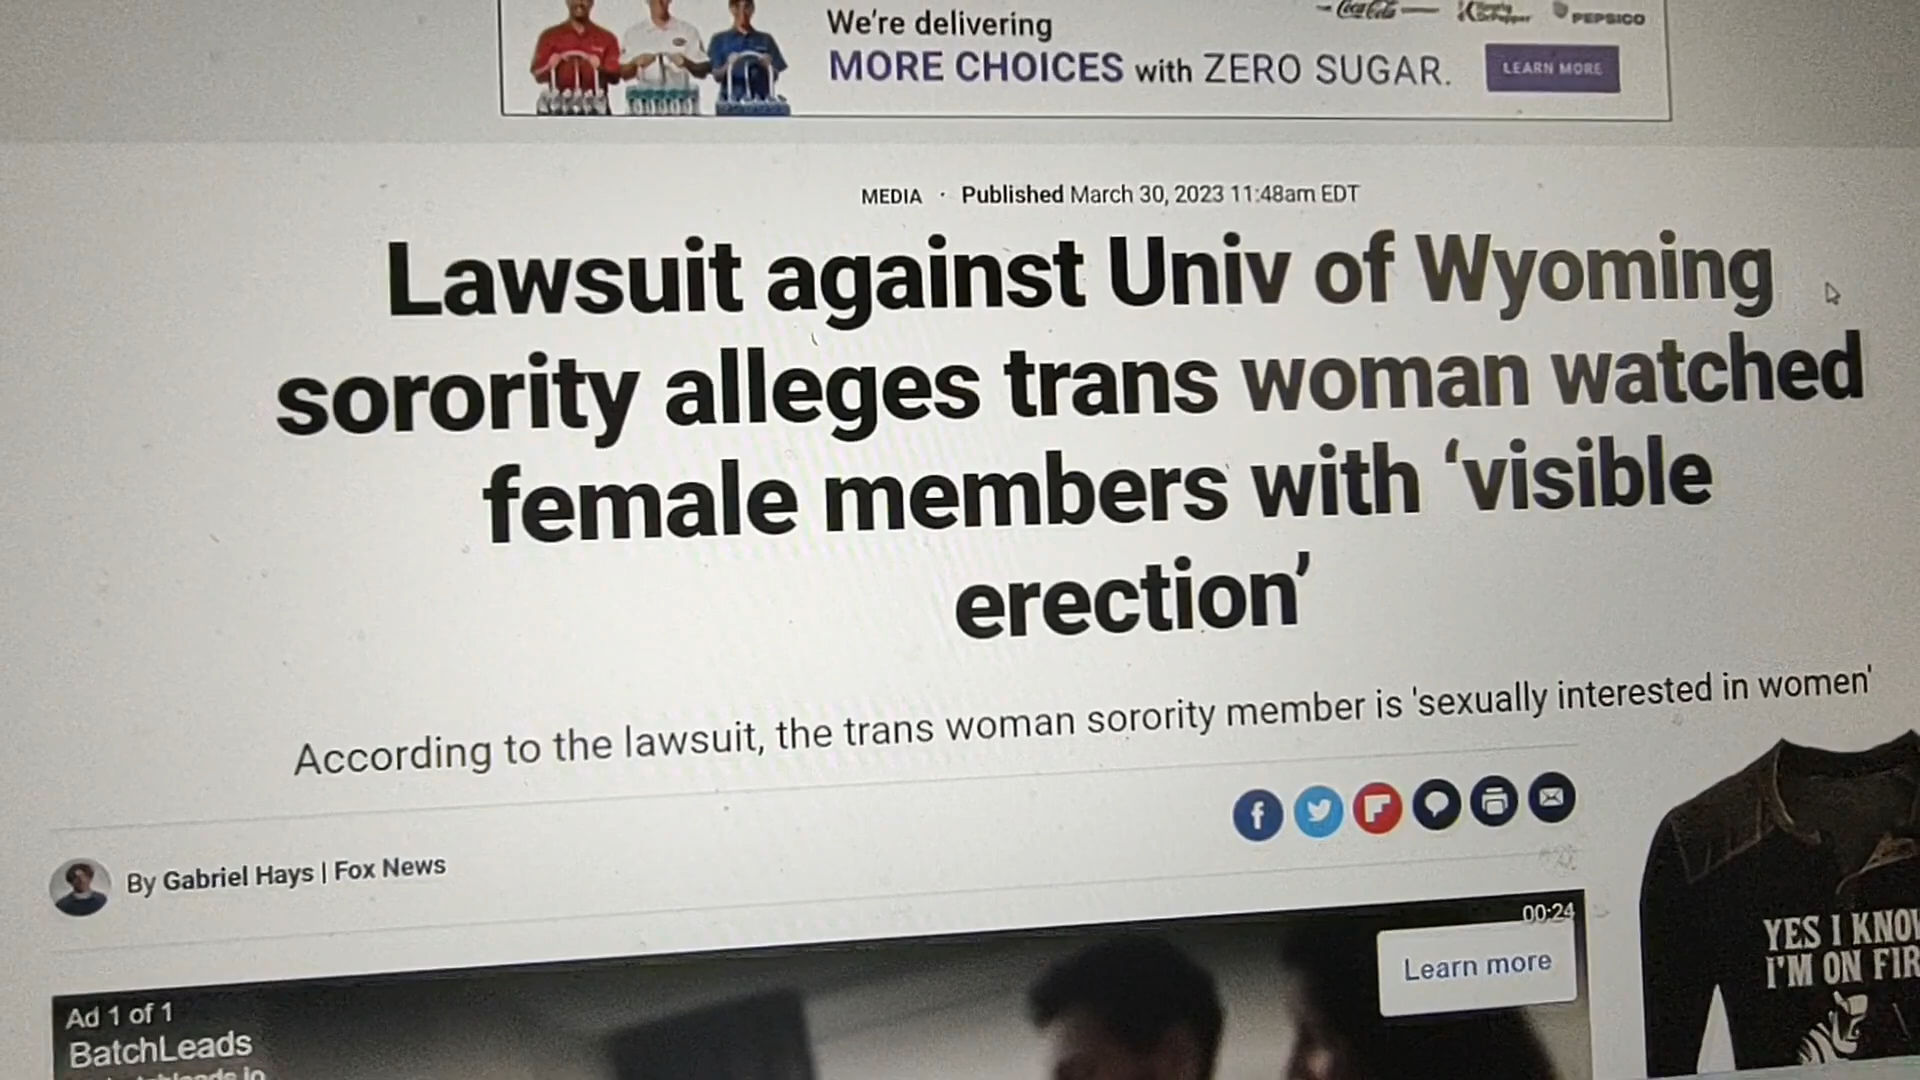 We're delivering
MORE CHOICES with ZERO SUGAR.
Coca-Cola
PEPSICO
LEARN MORE
MEDIA · Published March 30, 2023 11:48am EDT
Lawsuit against Univ of Wyoming
sorority alleges trans woman watched
female members with ‘visible
erection’
According to the lawsuit, the trans woman sorority member is 'sexually interested in women'
By Gabriel Hays | Fox News
00:24
Learn more
Ad 1 of 1
BatchLeads
YES I KNOW
I'M ON FIR